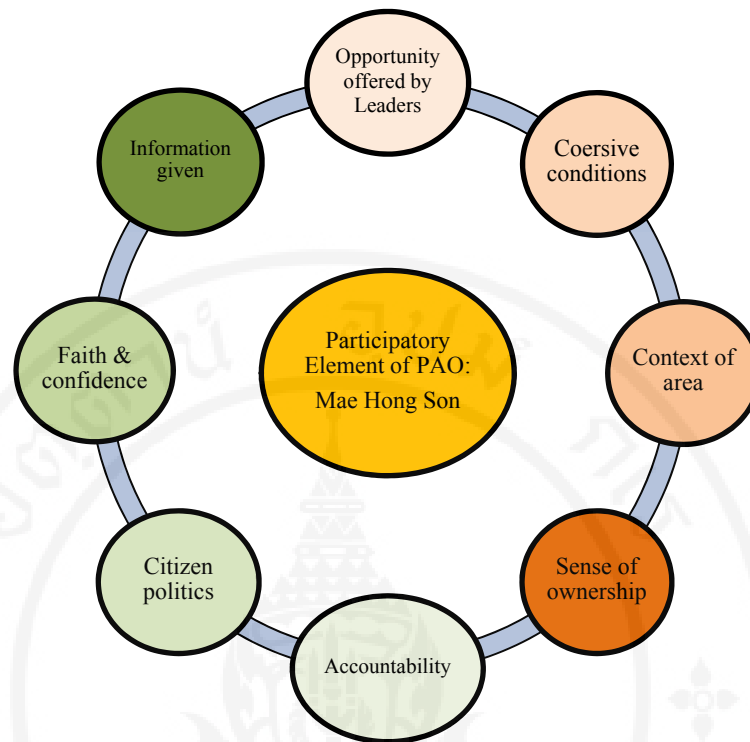 Opportunity
offered by
Leaders
Coersive
conditions
Context of
area
Sense of
ownership
Accountability
Citizen
politics
Faith &
confidence
Information
given
Participatory
Element of PAO:
Mae Hong Son